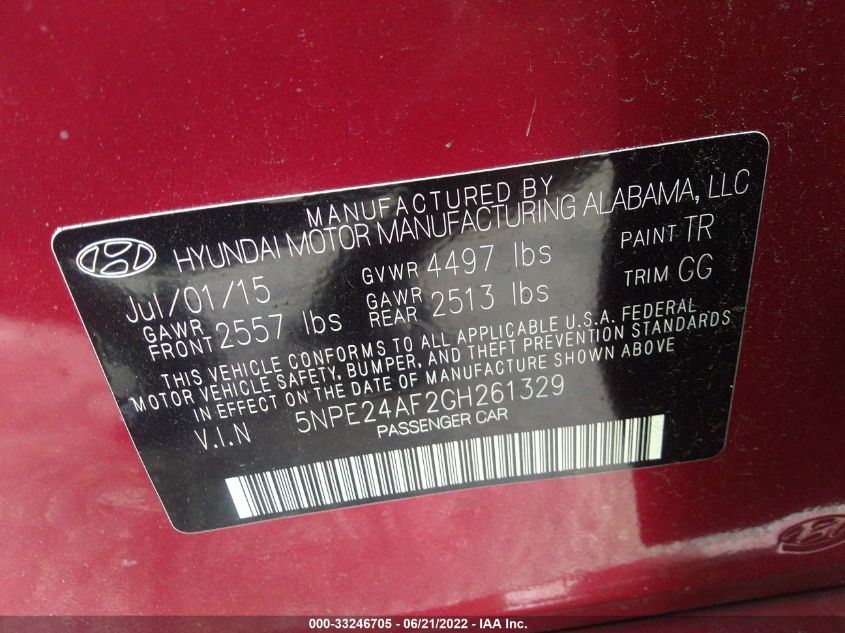 MANUFACTURED BY
HYUNDAI MOTOR MANUFACTURING ALABAMA, LLC
Jul/01/15 GVWR 4497 lbs PAINT TR
GAWR FRONT 2557 lbs GAWR REAR 2513 lbs TRIM GG
THIS VEHICLE CONFORMS TO ALL APPLICABLE U.S.A. FEDERAL
MOTOR VEHICLE SAFETY, BUMPER, AND THEFT PREVENTION STANDARDS
IN EFFECT ON THE DATE OF MANUFACTURE SHOWN ABOVE
V.I.N 5NPE24AF2GH261329
PASSENGER CAR
000-33246705 - 06/21/2022 - IAA Inc.